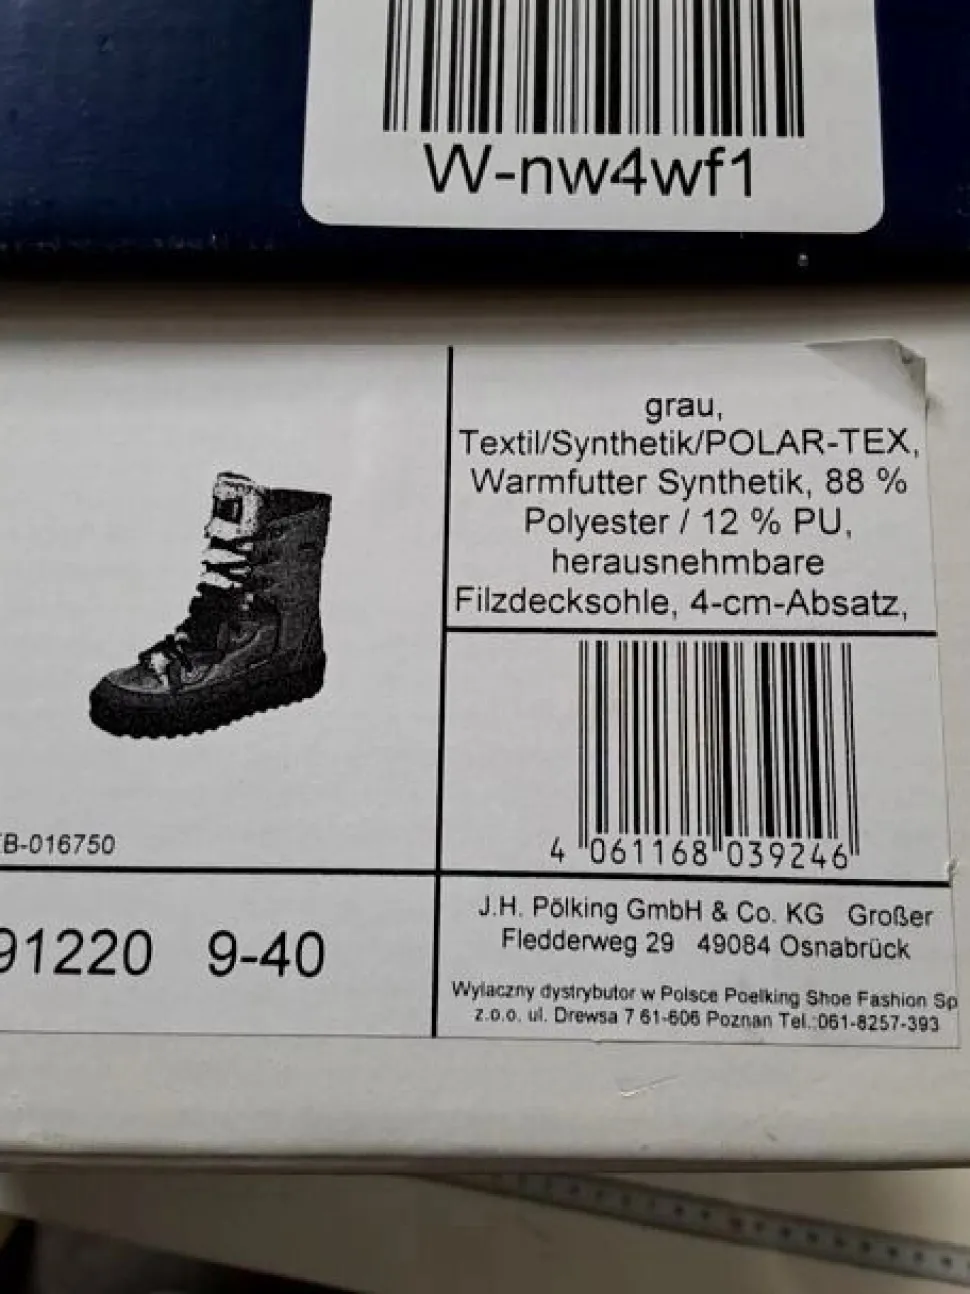 W-nw4wf1
grau,
Textil/Synthetik/POLAR-TEX,
Warmfutter Synthetik, 88 %
Polyester / 12 % PU,
herausnehmbare
Filzdecksohle, 4-cm-Absatz,
EB-016750
4 061168 039246
91220 9-40
J.H. Pölking GmbH & Co. KG Großer
Fledderweg 29 49084 Osnabrück
Wylaczny dystrybutor w Polsce Poelking Shoe Fashion Sp
z.o.o. ul. Drewsa 7 61-606 Poznan Tel.:061-8257-393